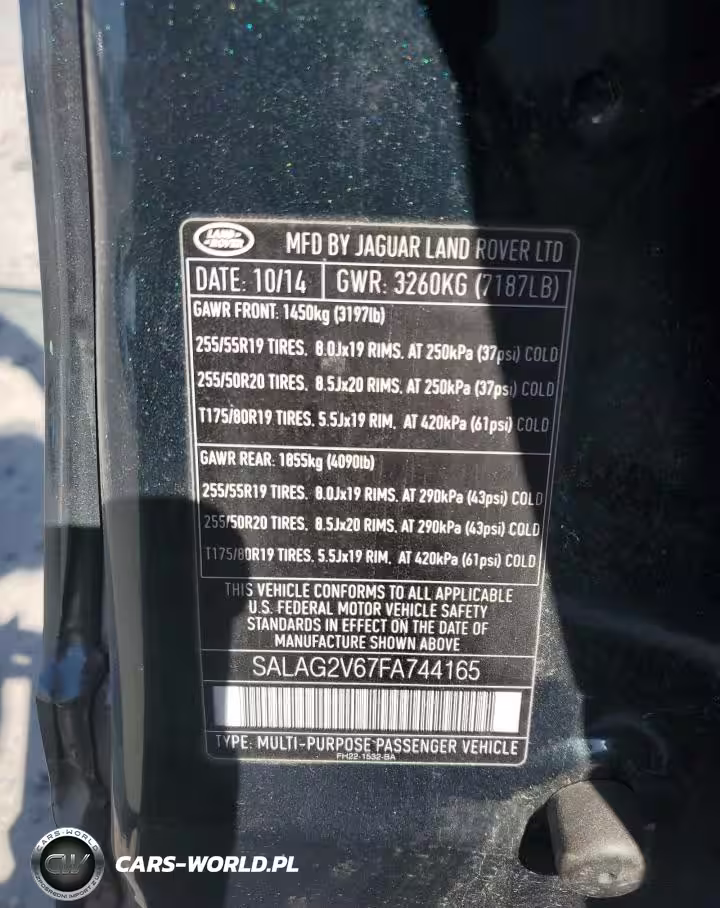 LAND ROVER
MFD BY JAGUAR LAND ROVER LTD
DATE: 10/14 GWR: 3260KG (7187LB)
GAWR FRONT: 1450kg (3197lb)
255/55R19 TIRES. 8.0Jx19 RIMS. AT 250kPa (37psi) COLD
255/50R20 TIRES. 8.5Jx20 RIMS. AT 250kPa (37psi) COLD
T175/80R19 TIRES. 5.5Jx19 RIM. AT 420kPa (61psi) COLD
GAWR REAR: 1855kg (4090lb)
255/55R19 TIRES. 8.0Jx19 RIMS. AT 290kPa (43psi) COLD
255/50R20 TIRES. 8.5Jx20 RIMS. AT 290kPa (43psi) COLD
T175/80R19 TIRES. 5.5Jx19 RIM. AT 420kPa (61psi) COLD
THIS VEHICLE CONFORMS TO ALL APPLICABLE
U.S. FEDERAL MOTOR VEHICLE SAFETY
STANDARDS IN EFFECT ON THE DATE OF
MANUFACTURE SHOWN ABOVE
SALAG2V67FA744165
TYPE: MULTI-PURPOSE PASSENGER VEHICLE
FH22-1532-BA
CARS-WORLD
CW
CARS-WORLD.PL